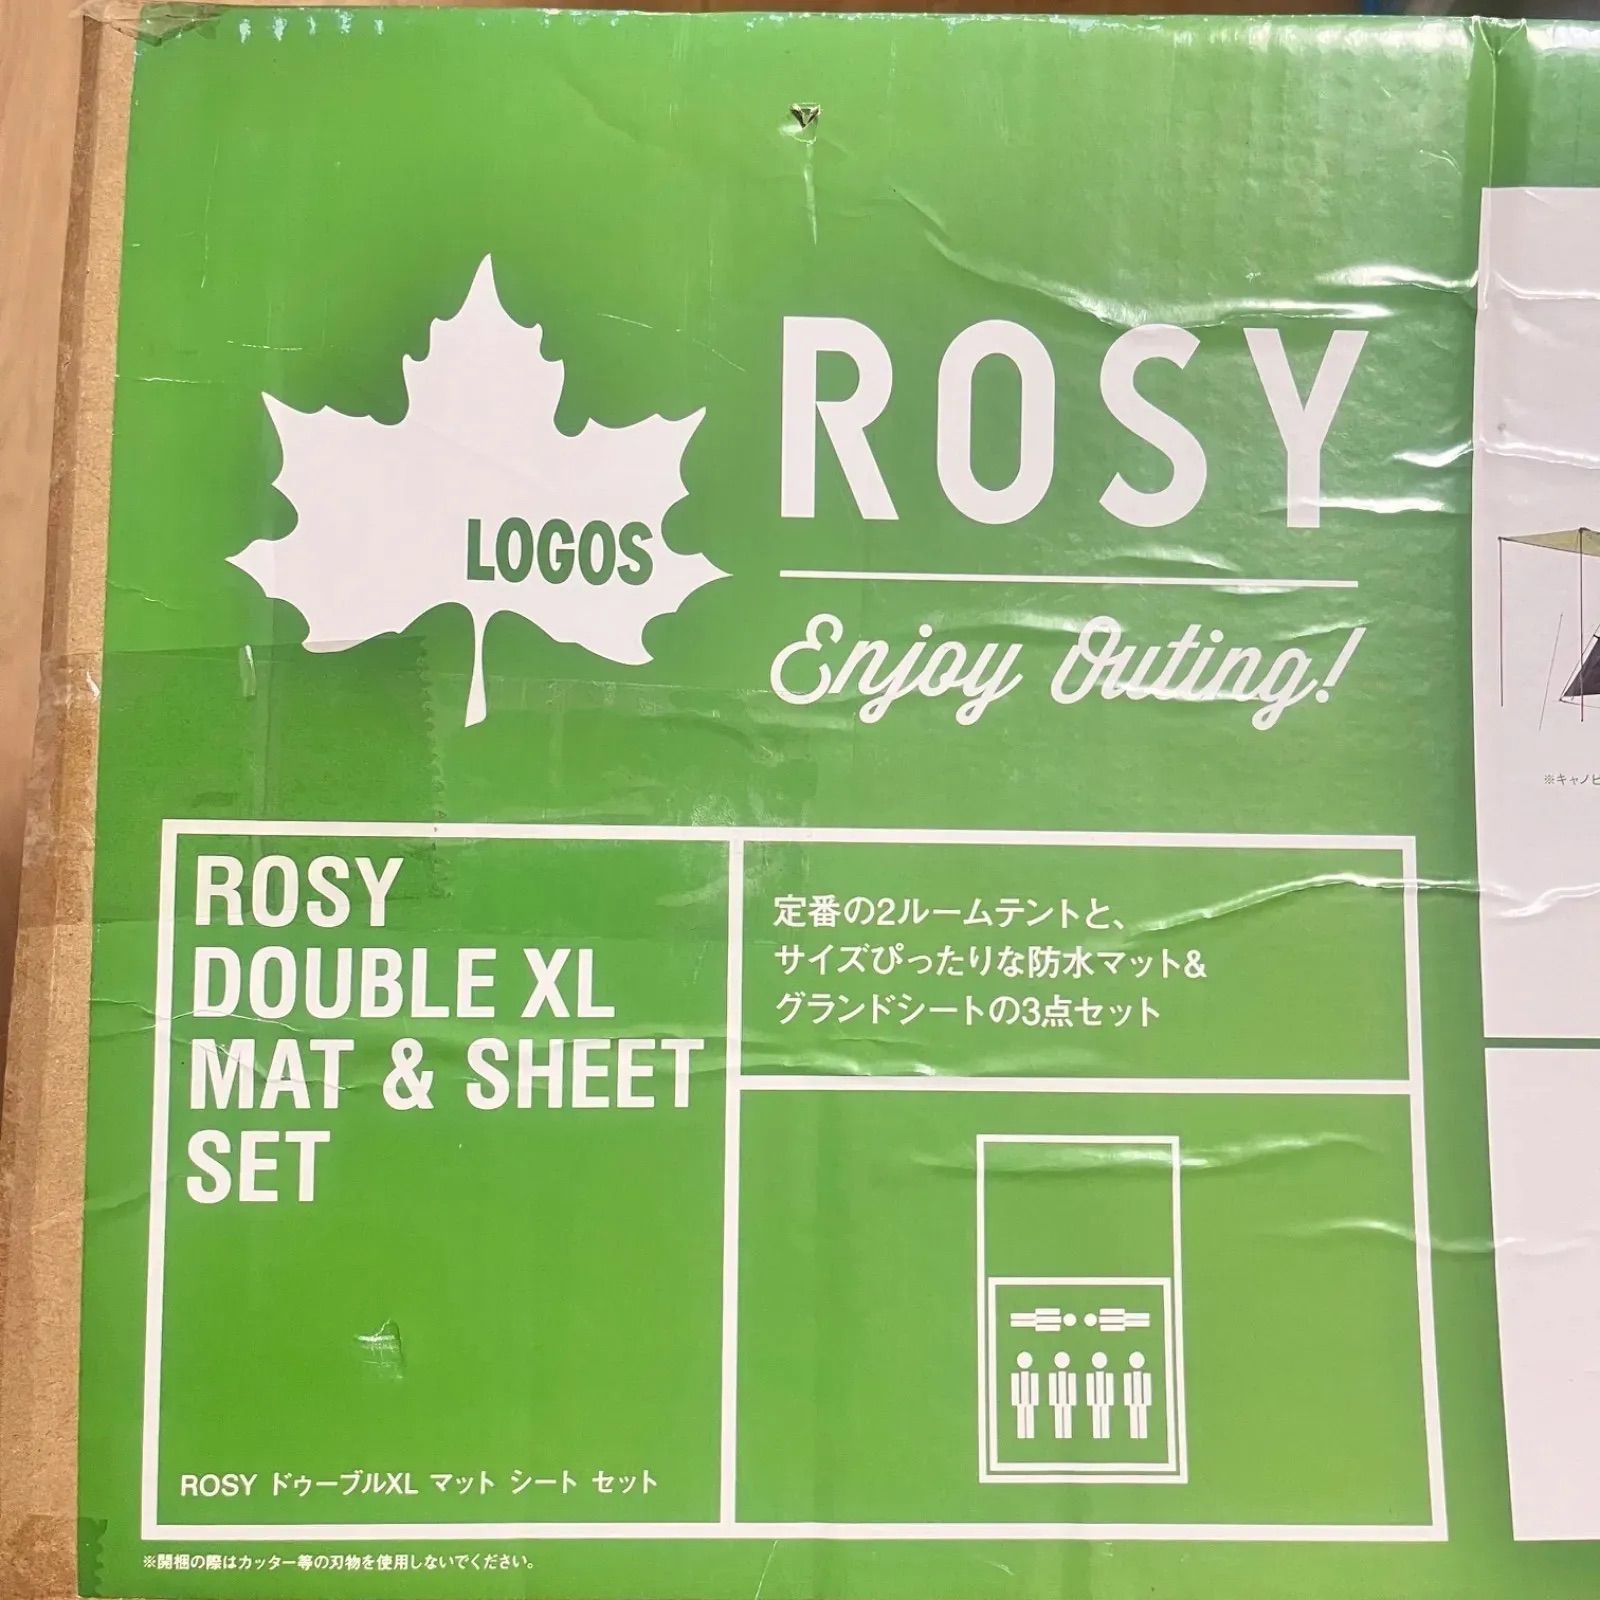 LOGOS
ROSY
Enjoy Outing!
ROSY
DOUBLE XL
MAT & SHEET
SET
ROSY ドゥーブルXL マット シート セット
定番の2ルームテントと、
サイズぴったりな防水マット&
グランドシートの3点セット
※開梱の際はカッター等の刃物を使用しないでください。
※キャノピ